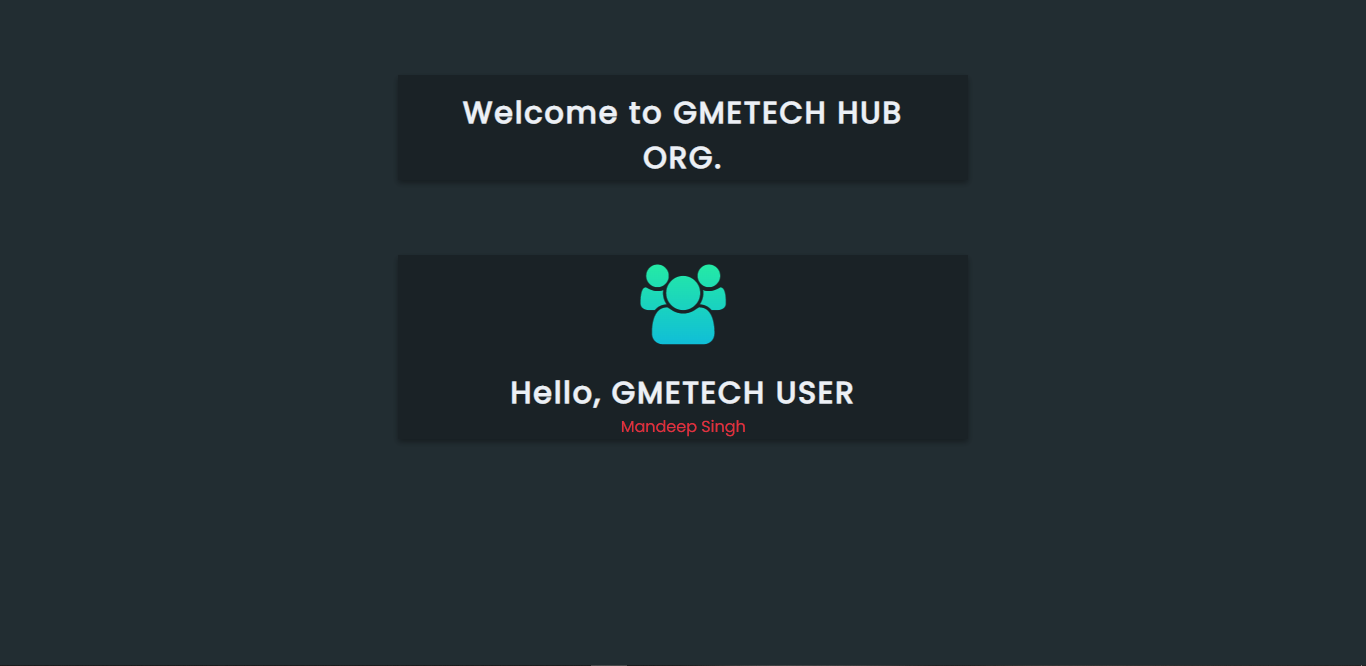 Welcome to GMETECH HUB
ORG.
Hello, GMETECH USER
Mandeep Singh